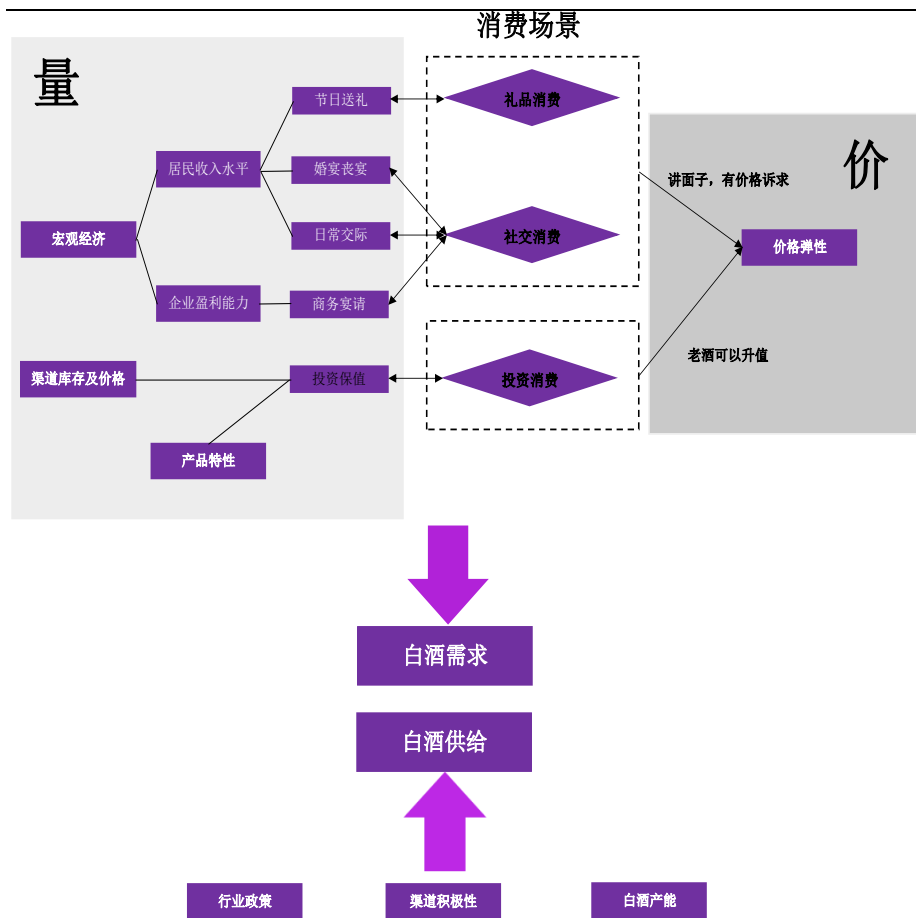 消费场景
量
节日送礼
礼品消费
居民收入水平
婚宴丧宴
价
讲面子，有价格诉求
宏观经济
日常交际
社交消费
价格弹性
企业盈利能力
商务宴请
老酒可以升值
渠道库存及价格
投资保值
投资消费
产品特性
白酒需求
白酒供给
行业政策
渠道积极性
白酒产能